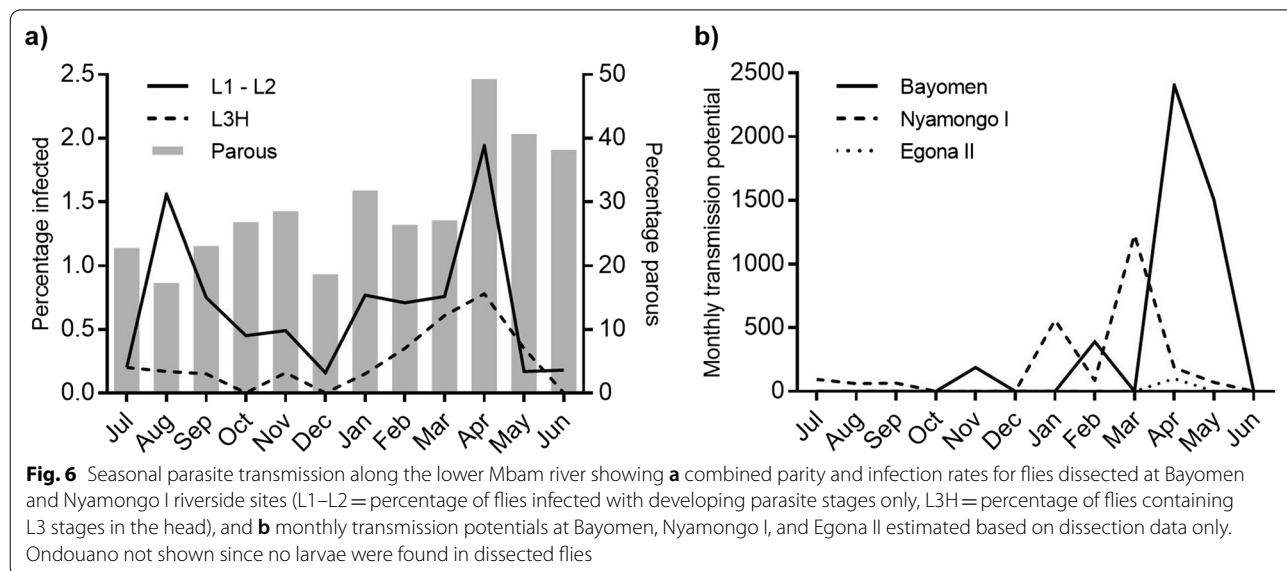 a)
2.5
2.0
1.5
1.0
0.5
0.0
Percentage infected
L1 - L2
L3H
Parous
50
40
30
20
10
0
Percentage parous
Jul
Aug
Sep
Oct
Nov
Dec
Jan
Feb
Mar
Apr
May
Jun
b)
2500
2000
1500
1000
500
0
Monthly transmission potential
Bayomen
Nyamongo I
Egona II
Jul
Aug
Sep
Oct
Nov
Dec
Jan
Feb
Mar
Apr
May
Jun
Fig. 6 Seasonal parasite transmission along the lower Mbam river showing a combined parity and infection rates for flies dissected at Bayomen
and Nyamongo I riverside sites (L1–L2 = percentage of flies infected with developing parasite stages only, L3H = percentage of flies containing
L3 stages in the head), and b monthly transmission potentials at Bayomen, Nyamongo I, and Egona II estimated based on dissection data only.
Ondouano not shown since no larvae were found in dissected flies